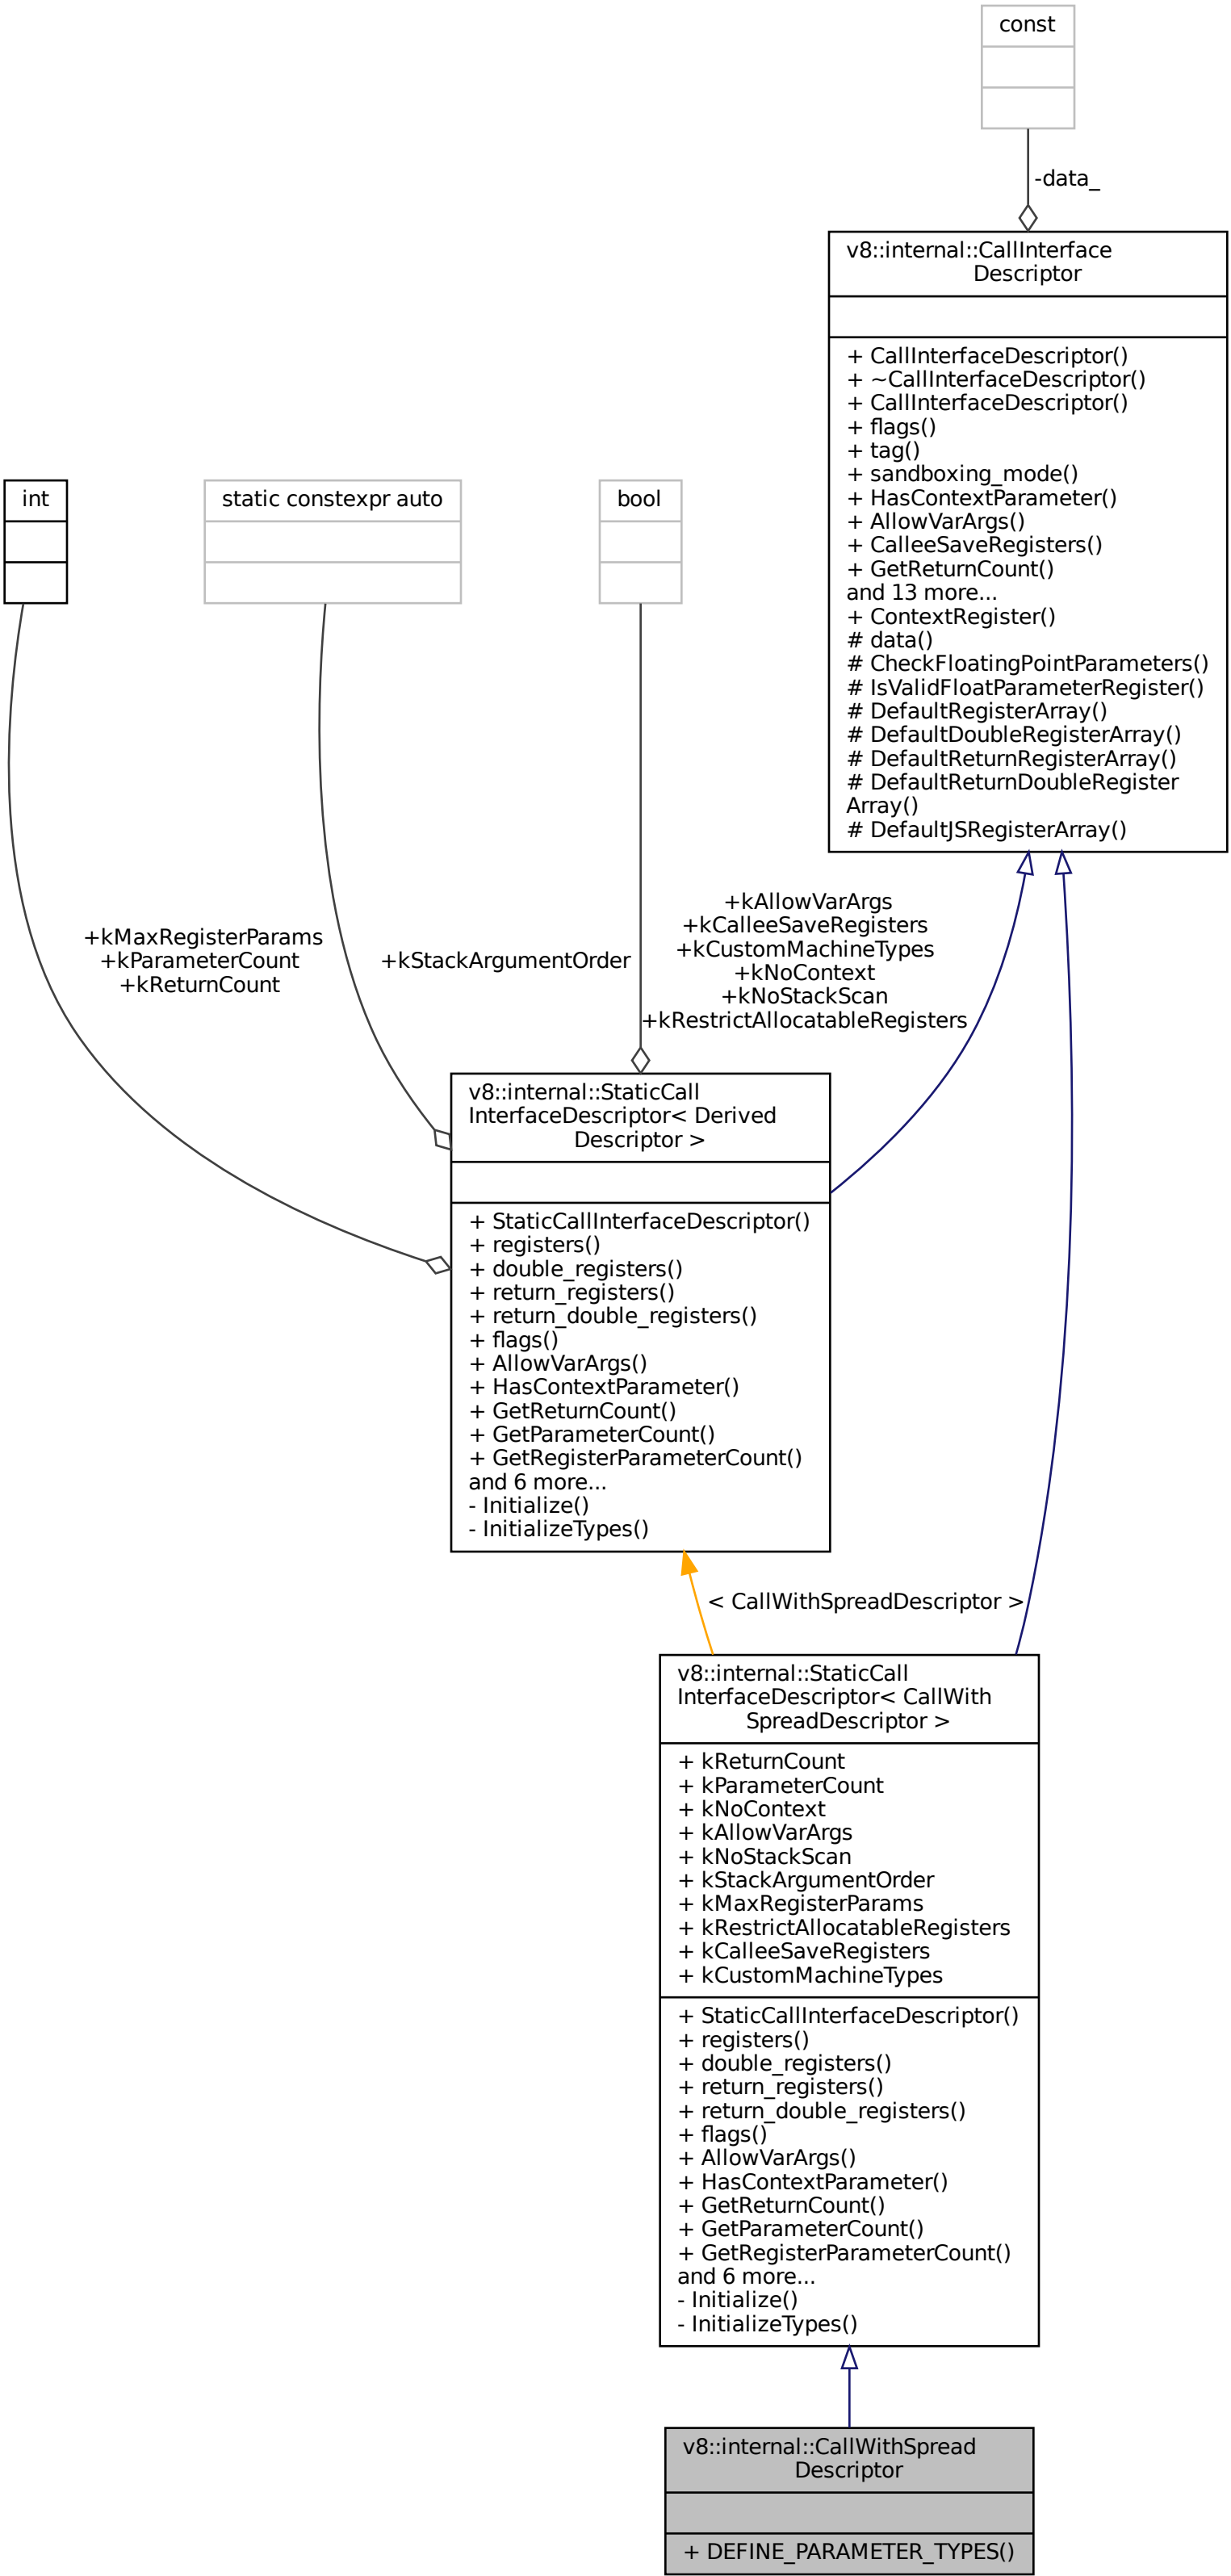 const
-data_
v8::internal::CallInterface
Descriptor
+ CallInterfaceDescriptor()
+ ~CallInterfaceDescriptor()
+ CallInterfaceDescriptor()
+ flags()
+ tag()
+ sandboxing_mode()
+ HasContextParameter()
+ AllowVarArgs()
+ CalleeSaveRegisters()
+ GetReturnCount()
and 13 more...
+ ContextRegister()
# data()
# CheckFloatingPointParameters()
# IsValidFloatParameterRegister()
# DefaultRegisterArray()
# DefaultDoubleRegisterArray()
# DefaultReturnRegisterArray()
# DefaultReturnDoubleRegister
Array()
# DefaultJSRegisterArray()
int
static constexpr auto
bool
+kMaxRegisterParams
+kParameterCount
+kReturnCount
+kStackArgumentOrder
+kAllowVarArgs
+kCalleeSaveRegisters
+kCustomMachineTypes
+kNoContext
+kNoStackScan
+kRestrictAllocatableRegisters
v8::internal::StaticCall
InterfaceDescriptor< Derived
Descriptor >
+ StaticCallInterfaceDescriptor()
+ registers()
+ double_registers()
+ return_registers()
+ return_double_registers()
+ flags()
+ AllowVarArgs()
+ HasContextParameter()
+ GetReturnCount()
+ GetParameterCount()
+ GetRegisterParameterCount()
and 6 more...
- Initialize()
- InitializeTypes()
< CallWithSpreadDescriptor >
v8::internal::StaticCall
InterfaceDescriptor< CallWith
SpreadDescriptor >
+ kReturnCount
+ kParameterCount
+ kNoContext
+ kAllowVarArgs
+ kNoStackScan
+ kStackArgumentOrder
+ kMaxRegisterParams
+ kRestrictAllocatableRegisters
+ kCalleeSaveRegisters
+ kCustomMachineTypes
+ StaticCallInterfaceDescriptor()
+ registers()
+ double_registers()
+ return_registers()
+ return_double_registers()
+ flags()
+ AllowVarArgs()
+ HasContextParameter()
+ GetReturnCount()
+ GetParameterCount()
+ GetRegisterParameterCount()
and 6 more...
- Initialize()
- InitializeTypes()
v8::internal::CallWithSpread
Descriptor
+ DEFINE_PARAMETER_TYPES()